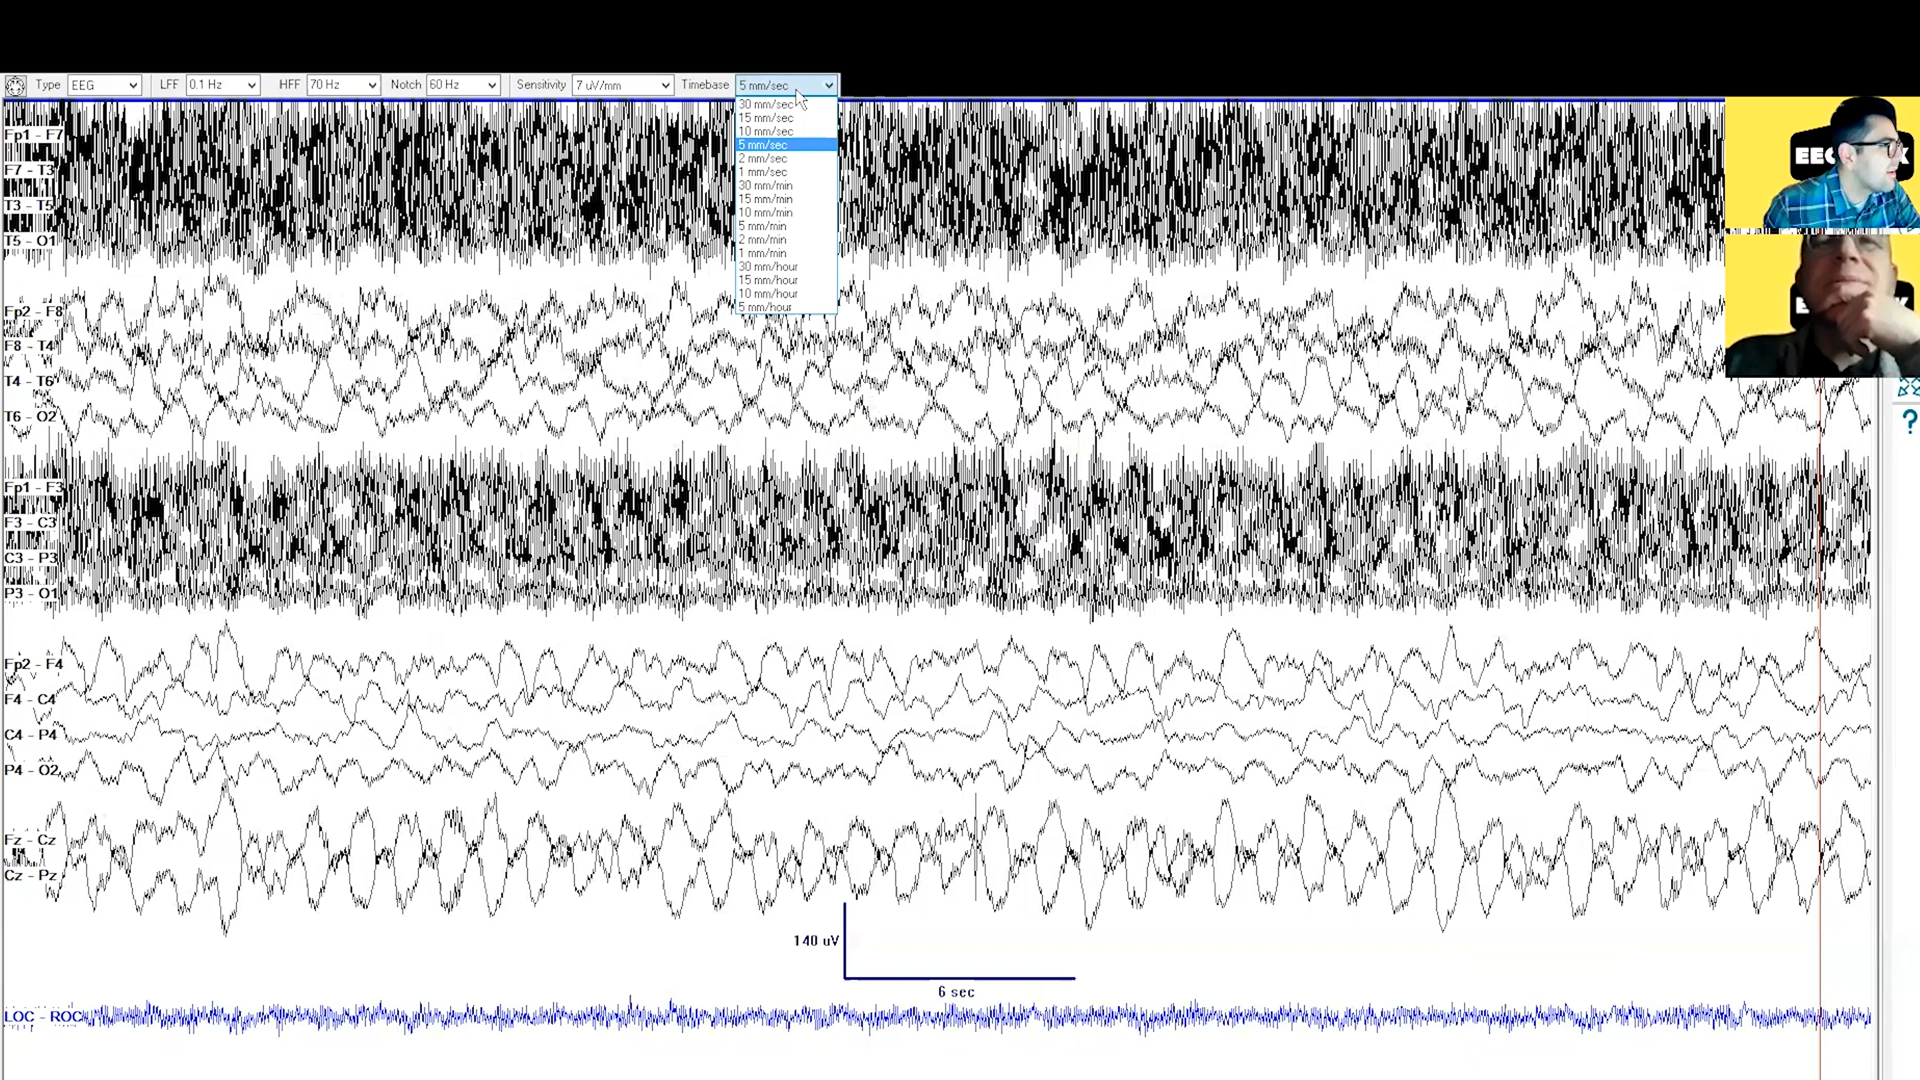 Type EEG LFF 0.1 Hz HFF 70 Hz Notch 60 Hz Sensitivity 7 uV/mm Timebase 5 mm/sec
30 mm/sec
15 mm/sec
10 mm/sec
5 mm/sec
2 mm/sec
1 mm/sec
30 mm/min
15 mm/min
10 mm/min
5 mm/min
2 mm/min
1 mm/min
30 mm/hour
15 mm/hour
10 mm/hour
5 mm/hour
Fp1 - F7
F7 - T3
T3 - T5
T5 - O1
Fp2 - F8
F8 - T4
T4 - T6
T6 - O2
Fp1 - F3
F3 - C3
C3 - P3
P3 - O1
Fp2 - F4
F4 - C4
C4 - P4
P4 - O2
Fz - Cz
Cz - Pz
140 uV
6 sec
LOC - ROC
?